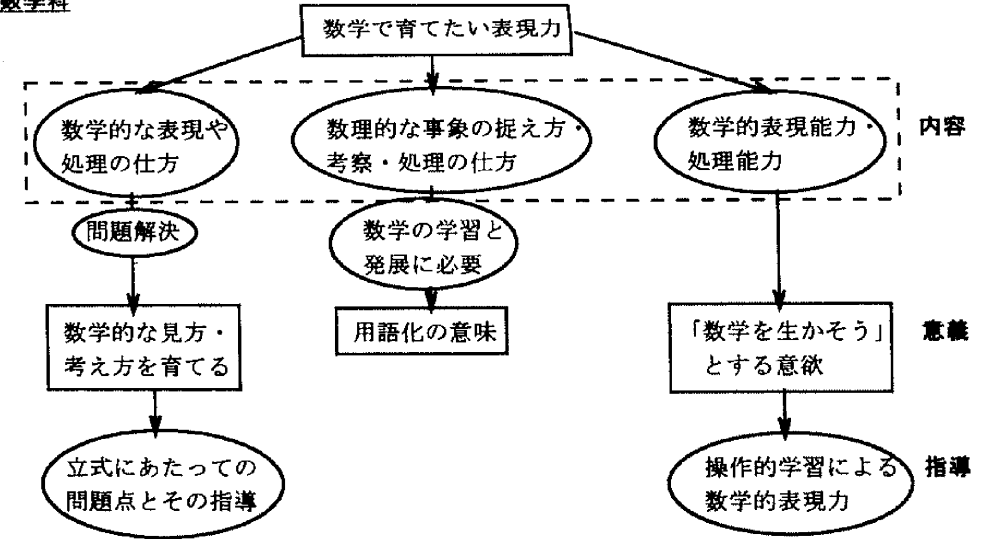 数学科
数学で育てたい表現力
数学的な表現や
処理の仕方
数理的な事象の捉え方・
考察・処理の仕方
数学的表現能力・
処理能力
内容
問題解決
数学の学習と
発展に必要
数学的な見方・
考え方を育てる
用語化の意味
「数学を生かそう」
とする意欲
意義
立式にあたっての
問題点とその指導
操作的学習による
数学的表現力
指導